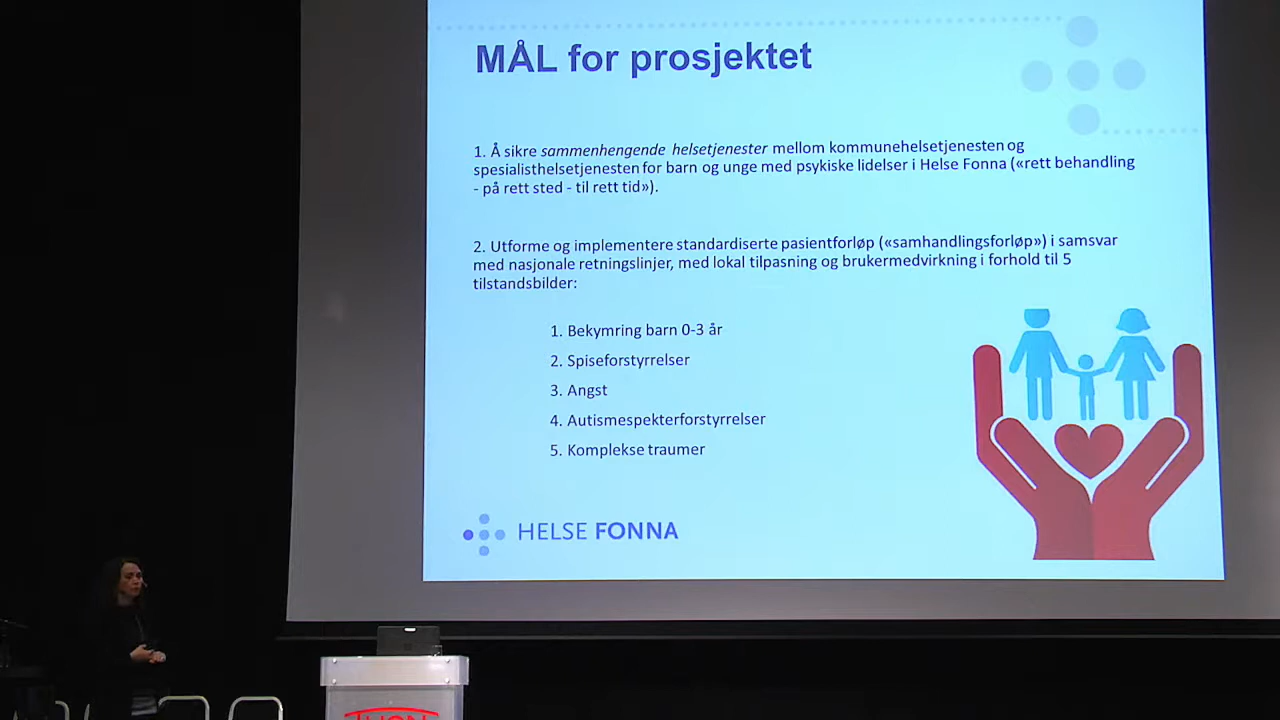 MÅL for prosjektet
1. Å sikre sammenhengende helsetjenester mellom kommunehelsetjenesten og
spesialisthelsetjenesten for barn og unge med psykiske lidelser i Helse Fonna («rett behandling
- på rett sted - til rett tid»).
2. Utforme og implementere standardiserte pasientforløp («samhandlingsforløp») i samsvar
med nasjonale retningslinjer, med lokal tilpasning og brukermedvirkning i forhold til 5
tilstandsbilder:
1. Bekymring barn 0-3 år
2. Spiseforstyrrelser
3. Angst
4. Autismespekterforstyrrelser
5. Komplekse traumer
HELSE FONNA
THON